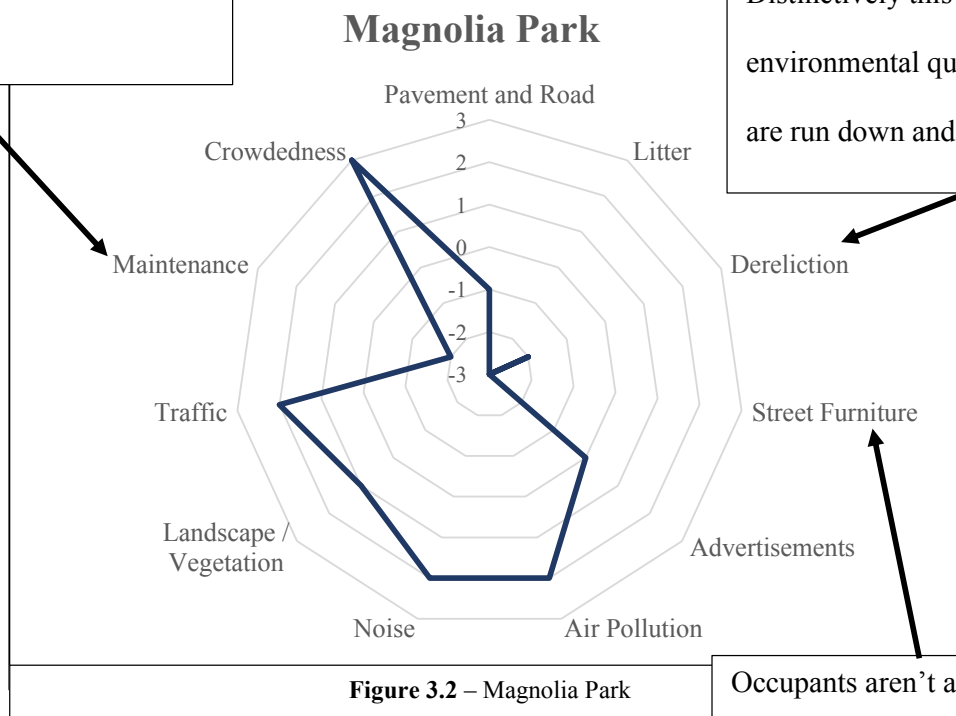 Magnolia Park
Distinctively this
environmental qu
are run down and
Pavement and Road
Litter
Dereliction
Street Furniture
Advertisements
Air Pollution
Noise
Landscape /
Vegetation
Traffic
Maintenance
Crowdedness
3
2
1
0
-1
-2
-3
Figure 3.2 – Magnolia Park
Occupants aren’t a